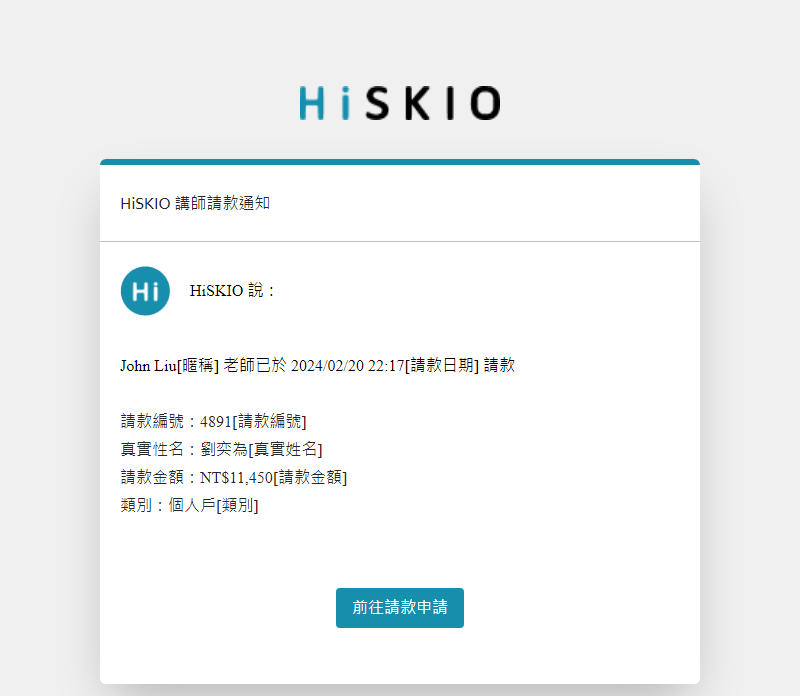 HiSKIO
HiSKIO 講師請款通知
Hi
HiSKIO 說：
John Liu[暱稱] 老師已於 2024/02/20 22:17[請款日期] 請款
請款編號：4891[請款編號]
真實性名：劉奕為[真實姓名]
請款金額：NT$11,450[請款金額]
類別：個人戶[類別]
前往請款申請